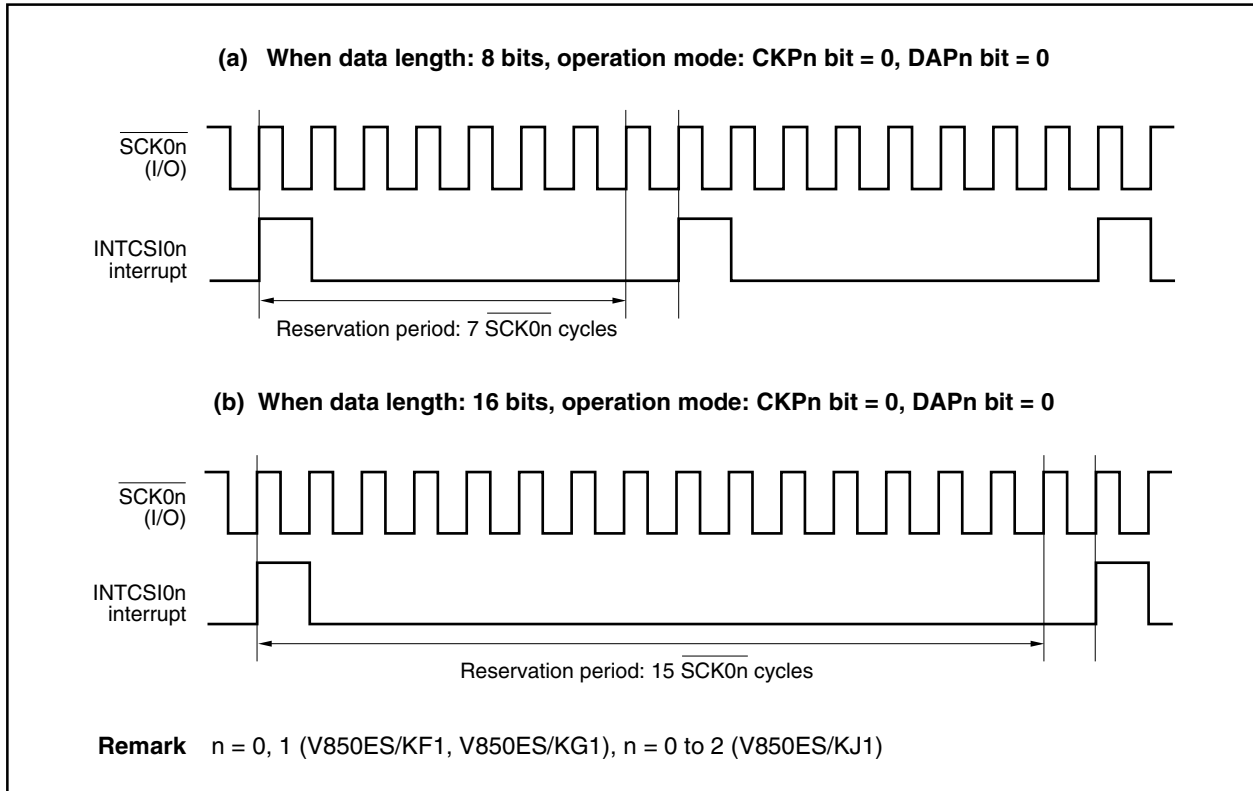 (a) When data length: 8 bits, operation mode: CKPn bit = 0, DAPn bit = 0
SCK0n
(I/O)
INTCSI0n
interrupt
Reservation period: 7 SCK0n cycles
(b) When data length: 16 bits, operation mode: CKPn bit = 0, DAPn bit = 0
SCK0n
(I/O)
INTCSI0n
interrupt
Reservation period: 15 SCK0n cycles
Remark n = 0, 1 (V850ES/KF1, V850ES/KG1), n = 0 to 2 (V850ES/KJ1)